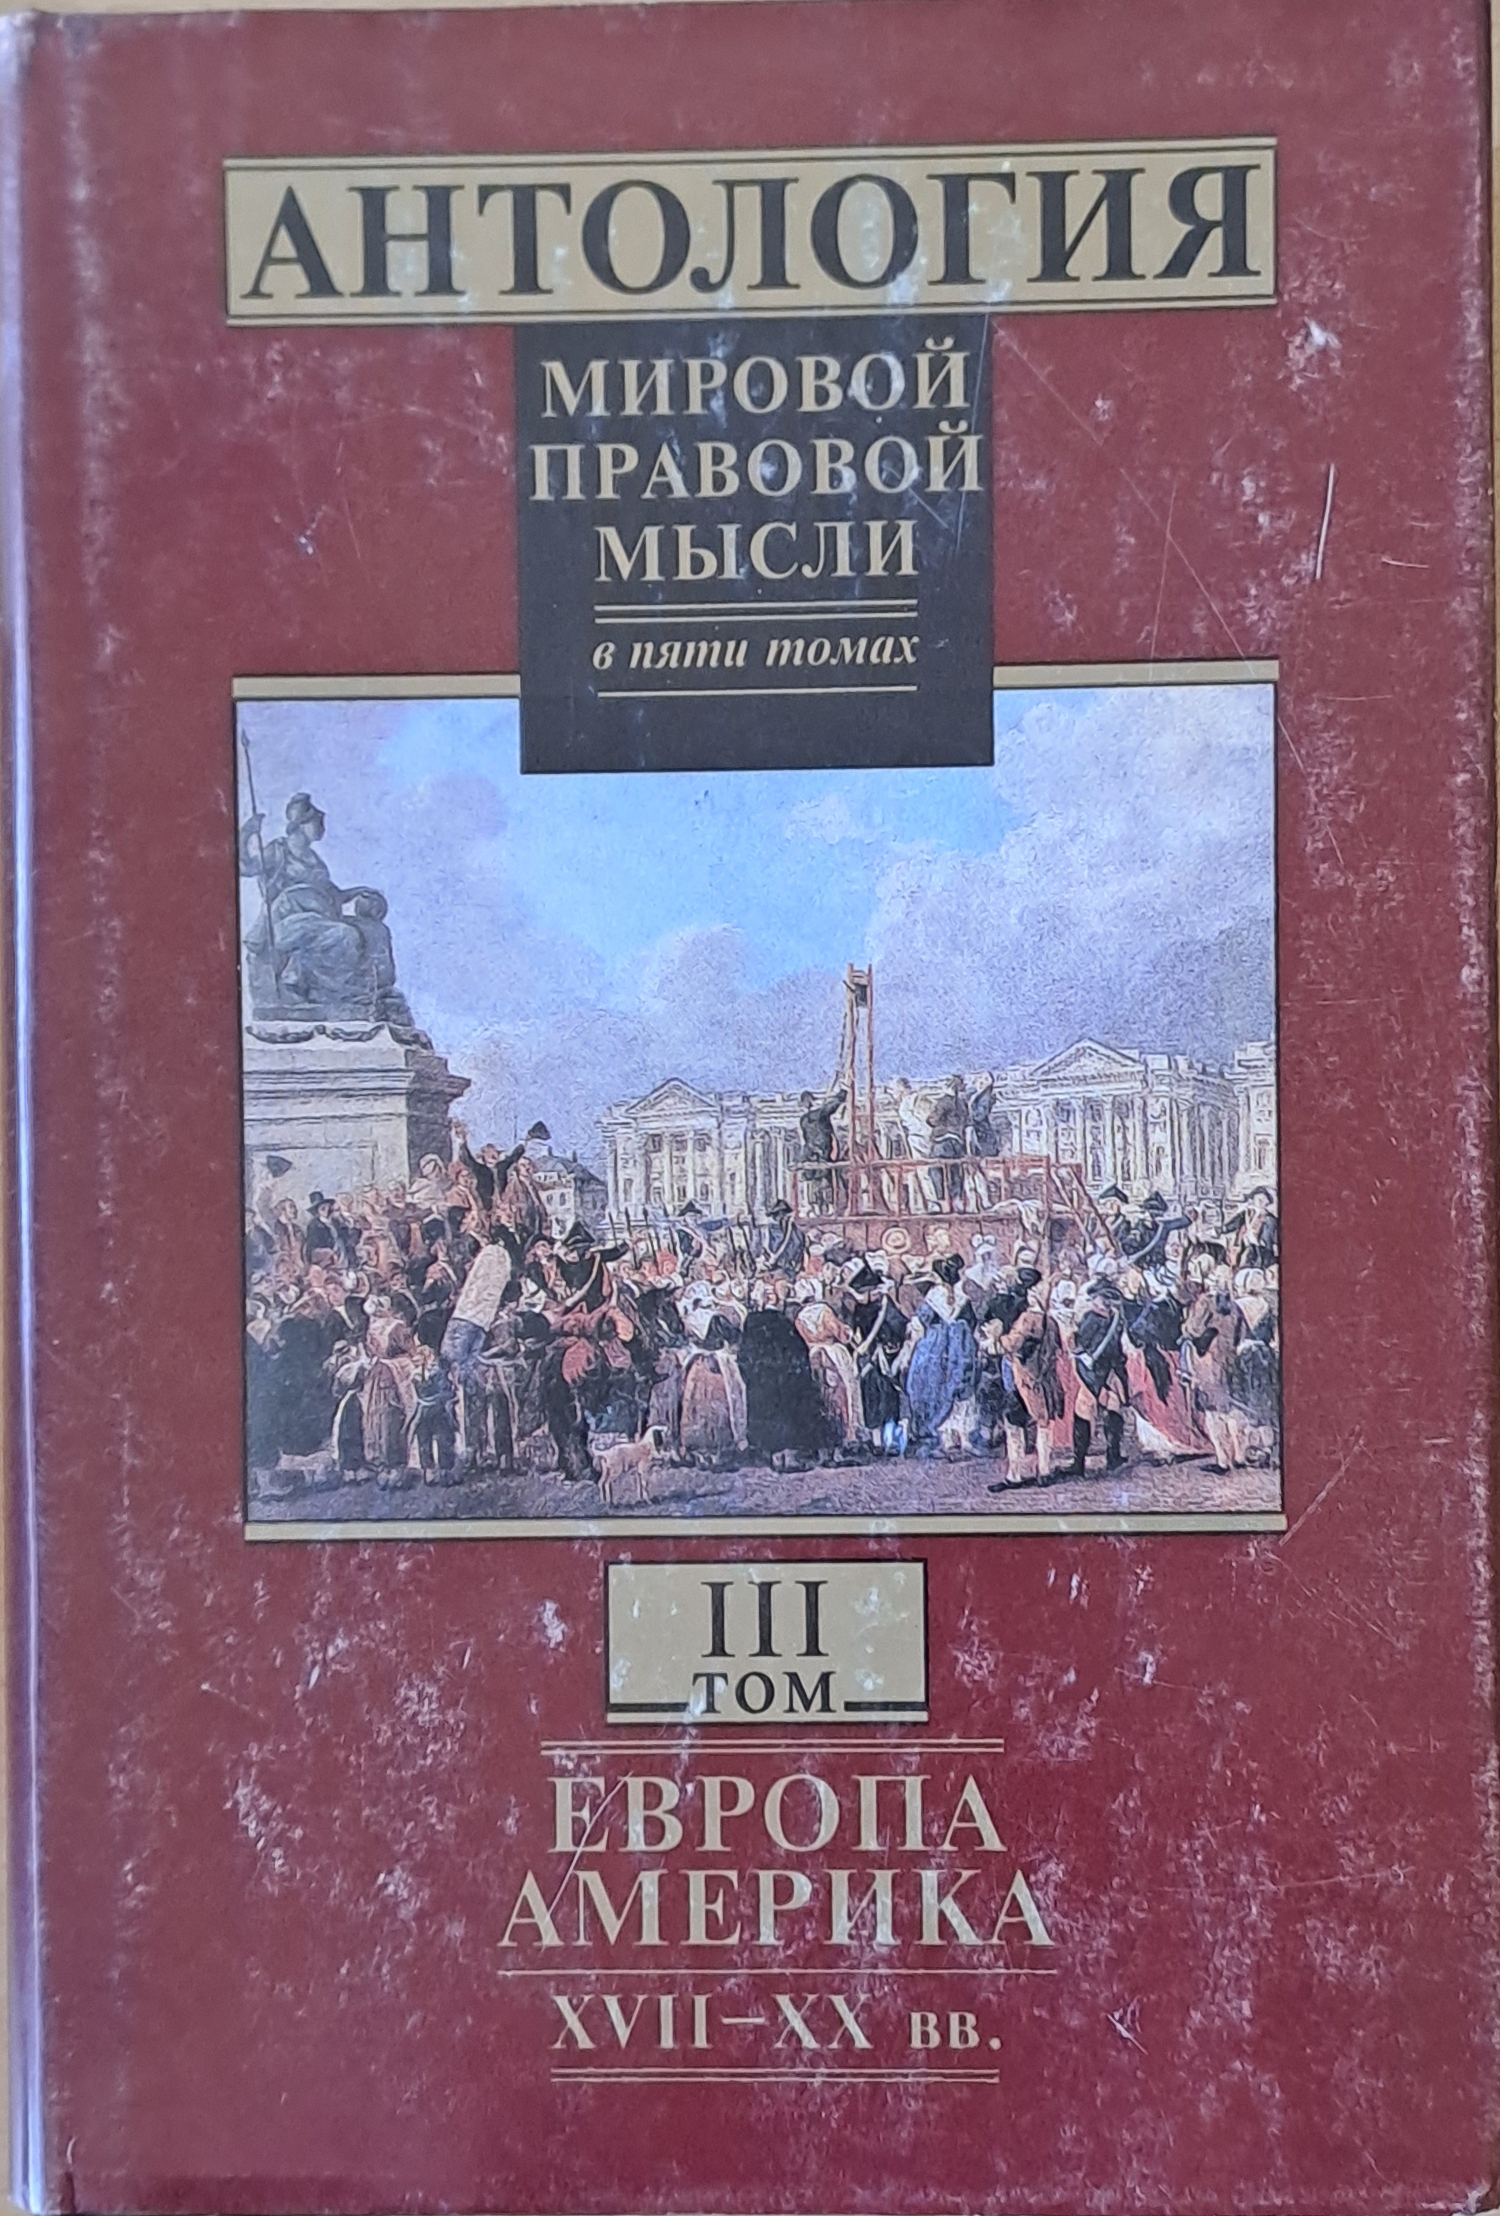 АНТОЛОГИЯ
МИРОВОЙ
ПРАВОВОЙ
МЫСЛИ
в пяти томах
III
ТОМ
ЕВРОПА
АМЕРИКА
XVII–XX вв.